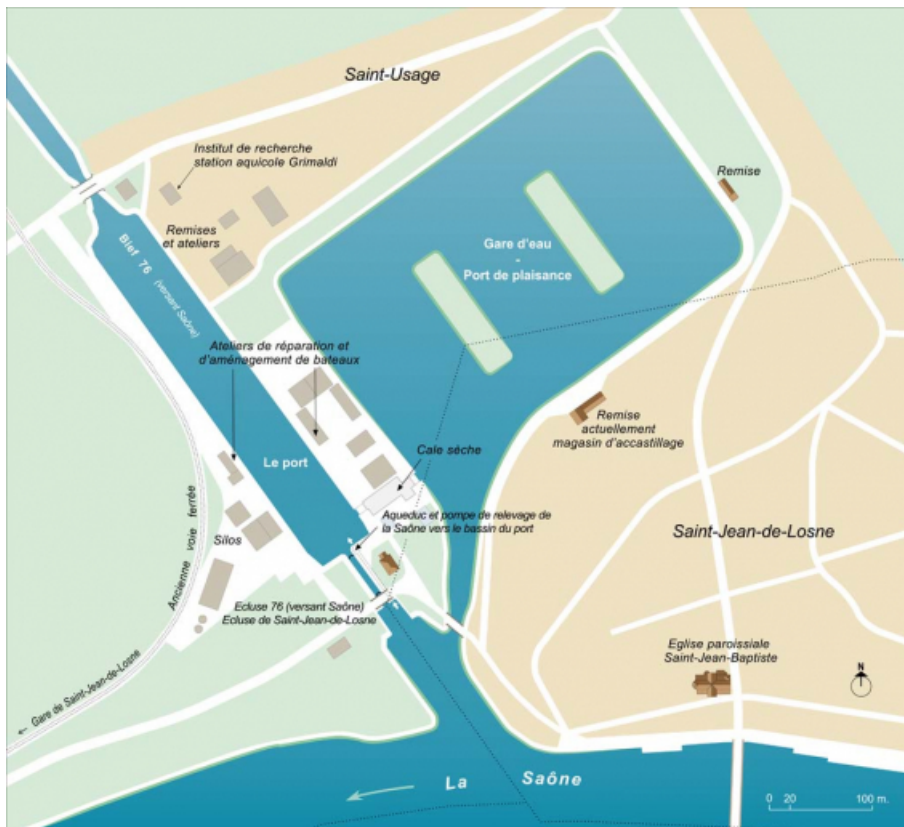 Saint-Usage
Institut de recherche
station aquicole Grimaldi
Remise
Remises
et ateliers
Gare d'eau
-
Port de plaisance
Bief 76 (versant Saône)
Ateliers de réparation et
d'aménagement de bateaux
Remise
actuellement
magasin d'accastillage
Cale sèche
Le port
Aqueduc et pompe de relevage de
la Saône vers le bassin du port
Ancienne voie ferrée
Silos
Saint-Jean-de-Losne
Ecluse 76 (versant Saône)
Ecluse de Saint-Jean-de-Losne
Eglise paroissiale
Saint-Jean-Baptiste
N
← Gare de Saint-Jean-de-Losne
La Saône
0 20 100 m.